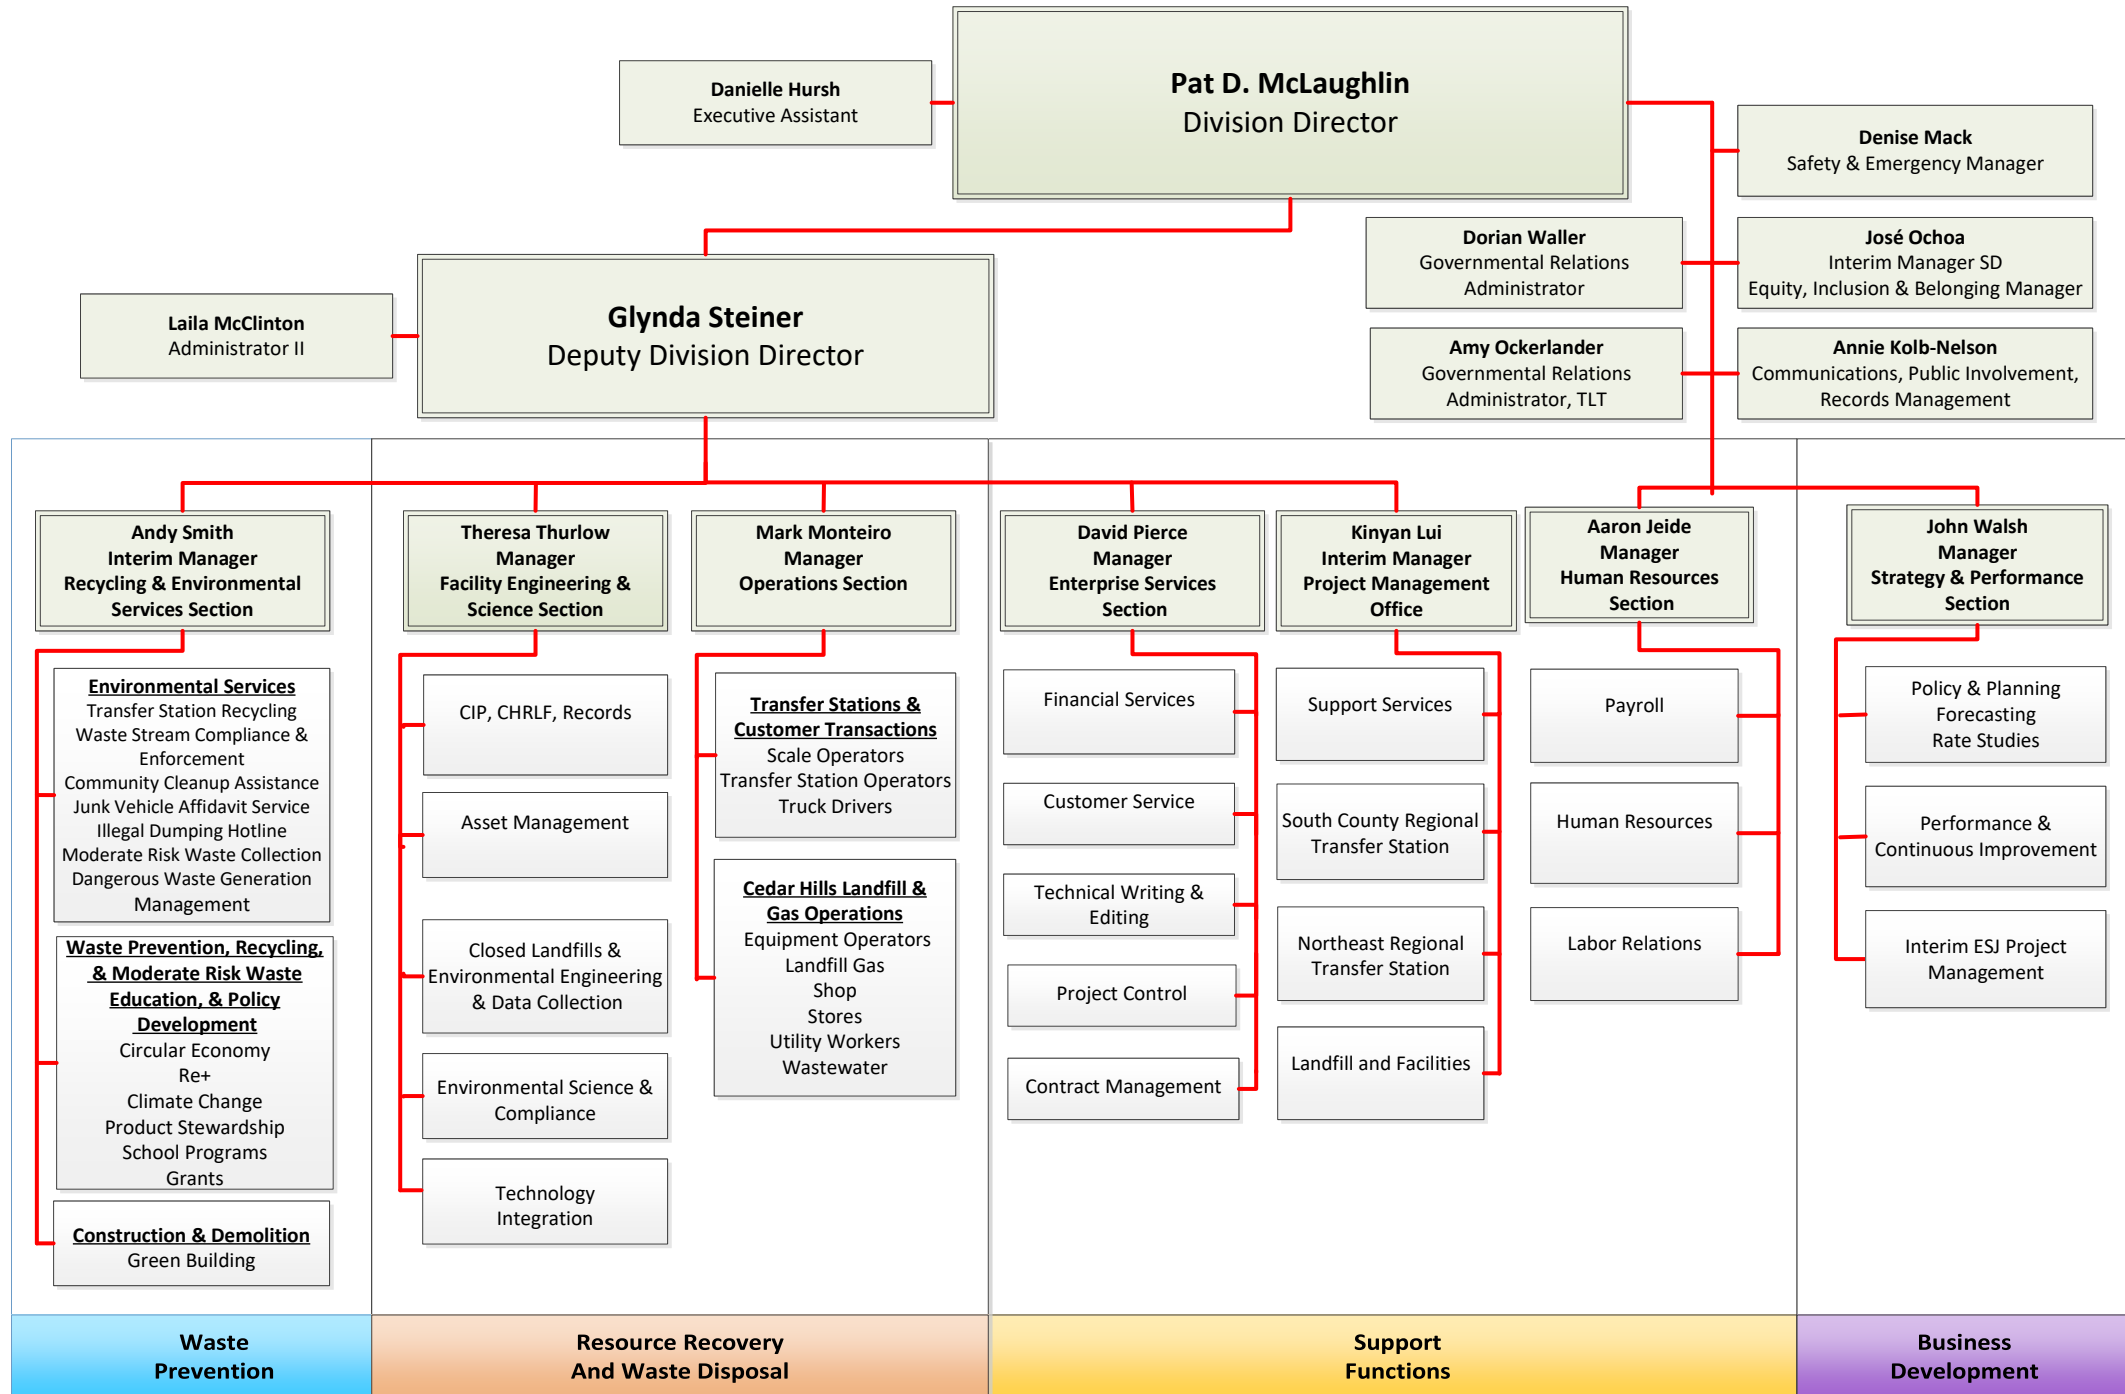 Pat D. McLaughlin
Division Director
Danielle Hursh
Executive Assistant
Denise Mack
Safety & Emergency Manager
Dorian Waller
Governmental Relations
Administrator
José Ochoa
Interim Manager SD
Equity, Inclusion & Belonging Manager
Glynda Steiner
Deputy Division Director
Laila McClinton
Administrator II
Amy Ockerlander
Governmental Relations
Administrator, TLT
Annie Kolb-Nelson
Communications, Public Involvement,
Records Management
Andy Smith
Interim Manager
Recycling & Environmental
Services Section
Theresa Thurlow
Manager
Facility Engineering &
Science Section
Mark Monteiro
Manager
Operations Section
David Pierce
Manager
Enterprise Services
Section
Kinyan Lui
Interim Manager
Project Management
Office
Aaron Jeide
Manager
Human Resources
Section
John Walsh
Manager
Strategy & Performance
Section
Environmental Services
Transfer Station Recycling
Waste Stream Compliance &
Enforcement
Community Cleanup Assistance
Junk Vehicle Affidavit Service
Illegal Dumping Hotline
Moderate Risk Waste Collection
Dangerous Waste Generation
Management
Waste Prevention, Recycling,
& Moderate Risk Waste
Education, & Policy
Development
Circular Economy
Re+
Climate Change
Product Stewardship
School Programs
Grants
Construction & Demolition
Green Building
CIP, CHRLF, Records
Asset Management
Closed Landfills &
Environmental Engineering
& Data Collection
Environmental Science &
Compliance
Technology
Integration
Transfer Stations &
Customer Transactions
Scale Operators
Transfer Station Operators
Truck Drivers
Cedar Hills Landfill &
Gas Operations
Equipment Operators
Landfill Gas
Shop
Stores
Utility Workers
Wastewater
Financial Services
Customer Service
Technical Writing &
Editing
Project Control
Contract Management
Support Services
South County Regional
Transfer Station
Northeast Regional
Transfer Station
Landfill and Facilities
Payroll
Human Resources
Labor Relations
Policy & Planning
Forecasting
Rate Studies
Performance &
Continuous Improvement
Interim ESJ Project
Management
Waste
Prevention
Resource Recovery
And Waste Disposal
Support
Functions
Business
Development